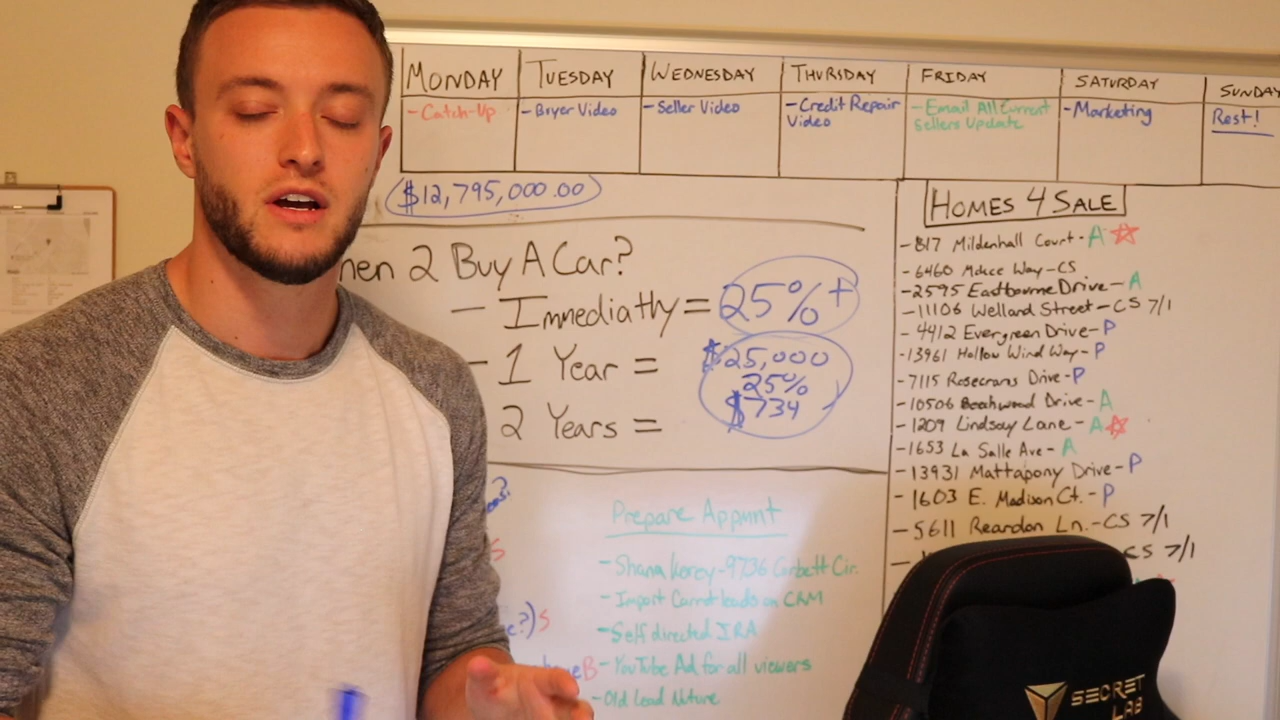 MONDAY TUESDAY WEDNESDAY THURSDAY FRIDAY SATURDAY SUNDAY
- Catch-Up
- Buyer Video
- Seller Video
- Credit Repair
Video
- Email All Current
Sellers Update
- Marketing
Rest!
$12,795,000.00
hen 2 Buy A Car?
- Immediatly = 25%+
- 1 Year = $25,000
25%
2 Years = $734
HOMES 4 SALE
- 817 Mildenhall Court - A
- 6460 Way - CS
- 2595 Eastbourne Drive - A
- 11106 Welland Street - CS 7/1
- 4412 Evergreen Drive - P
- 13961 Hollow Wind Way - P
- 7115 Rosecrans Drive - P
- 10506 Beechwood Drive - A
- 1209 Lindsay Lane - A
- 1653 La Salle Ave - A
- 13931 Mattapony Drive - P
- 1603 E. Madison Ct. - P
- 5611 Reardon Ln. - CS 7/1
CS 7/1
Prepare Appmnt
- Shana Korey - 9736 Corbett Cir.
- Import Carrot leads on CRM
- Self directed IRA
- YouTube Ad for all viewers
- Old Lead Nuture
S
e?) S
B
SECRET
LAB